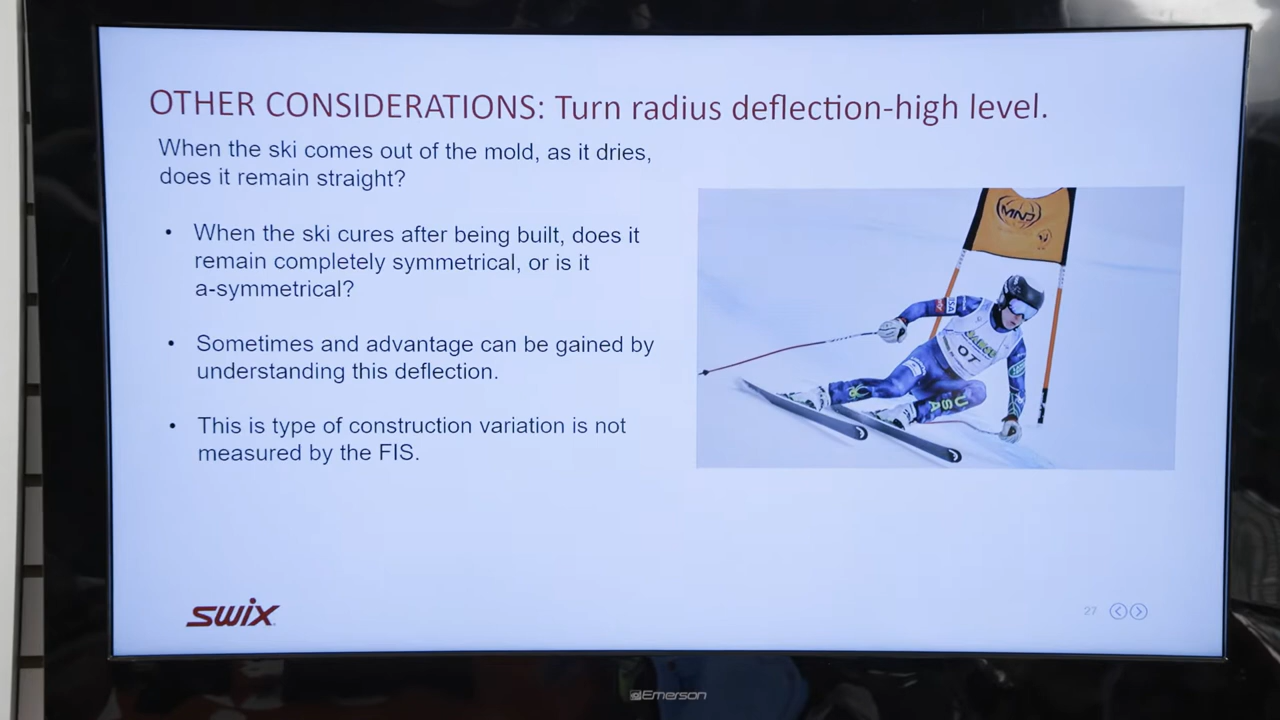 OTHER CONSIDERATIONS: Turn radius deflection-high level.
When the ski comes out of the mold, as it dries,
does it remain straight?
• When the ski cures after being built, does it
remain completely symmetrical, or is it
a-symmetrical?
• Sometimes and advantage can be gained by
understanding this deflection.
• This is type of construction variation is not
measured by the FIS.
MND
USA
OT
USA
SWIX
27
Emerson